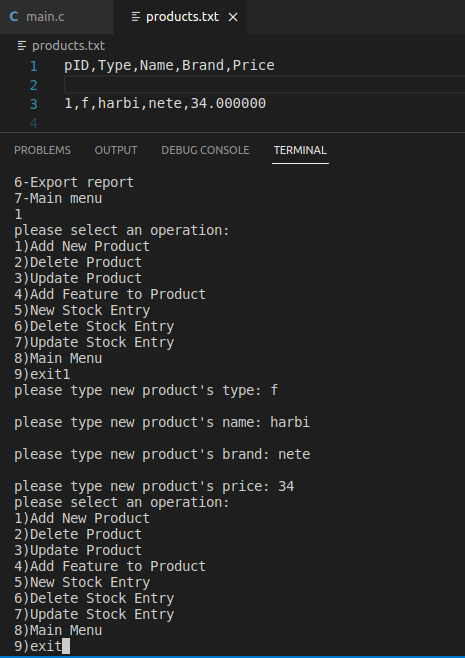 C main.c products.txt ×
products.txt
1 pID,Type,Name,Brand,Price
2
3 1,f,harbi,nete,34.000000
4
PROBLEMS OUTPUT DEBUG CONSOLE TERMINAL
6-Export report
7-Main menu
1
please select an operation:
1)Add New Product
2)Delete Product
3)Update Product
4)Add Feature to Product
5)New Stock Entry
6)Delete Stock Entry
7)Update Stock Entry
8)Main Menu
9)exit1
please type new product's type: f
please type new product's name: harbi
please type new product's brand: nete
please type new product's price: 34
please select an operation:
1)Add New Product
2)Delete Product
3)Update Product
4)Add Feature to Product
5)New Stock Entry
6)Delete Stock Entry
7)Update Stock Entry
8)Main Menu
9)exit